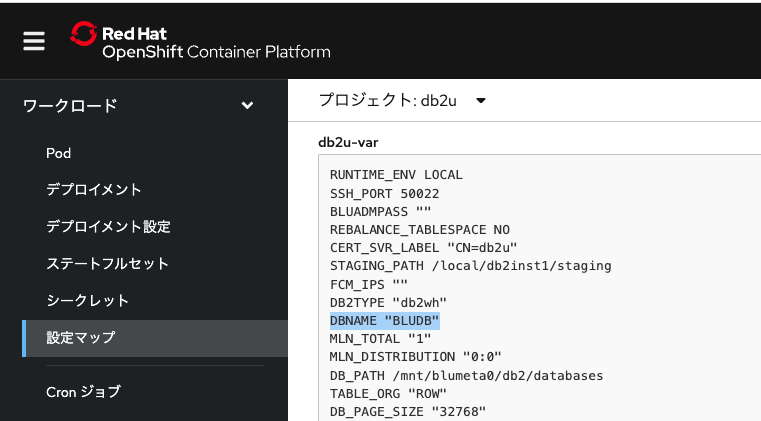 Red Hat
OpenShift Container Platform
ワークロード
Pod
デプロイメント
デプロイメント設定
ステートフルセット
シークレット
設定マップ
Cron ジョブ
プロジェクト: db2u
db2u-var
RUNTIME_ENV LOCAL
SSH_PORT 50022
BLUADMPASS ""
REBALANCE_TABLESPACE NO
CERT_SVR_LABEL "CN=db2u"
STAGING_PATH /local/db2inst1/staging
FCM_IPS ""
DB2TYPE "db2wh"
DBNAME "BLUDB"
MLN_TOTAL "1"
MLN_DISTRIBUTION "0:0"
DB_PATH /mnt/blumeta0/db2/databases
TABLE_ORG "ROW"
DB_PAGE_SIZE "32768"